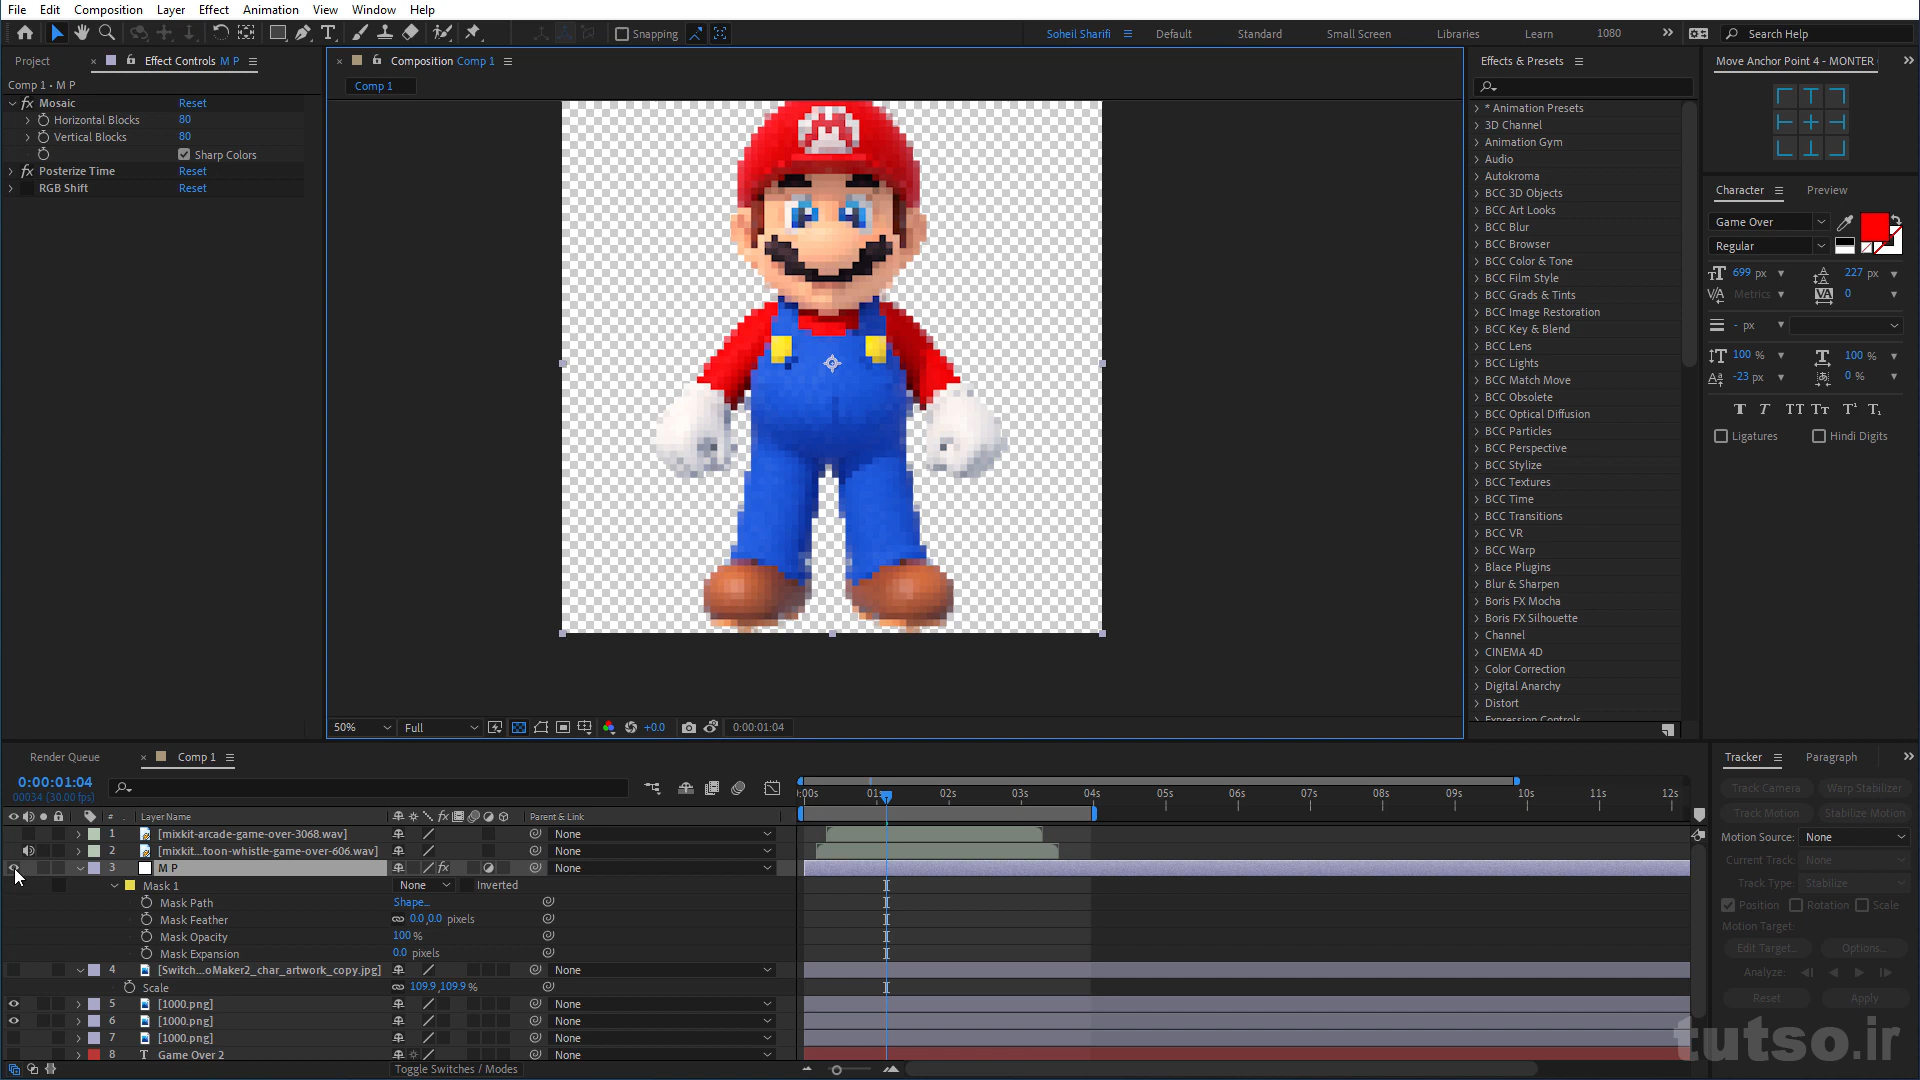 File Edit Composition Layer Effect Animation View Window Help
Snapping
Soheil Sharifi Default Standard Small Screen Libraries Learn 1080 Search Help
Project Effect Controls M P
Comp 1 • M P
fx Mosaic Reset
Horizontal Blocks 80
Vertical Blocks 80
Sharp Colors
fx Posterize Time Reset
RGB Shift Reset
Composition Comp 1
Comp 1
50% Full +0.0 0:00:01:04
Effects & Presets
* Animation Presets
3D Channel
Animation Gym
Audio
Autokroma
BCC 3D Objects
BCC Art Looks
BCC Blur
BCC Browser
BCC Color & Tone
BCC Film Style
BCC Grads & Tints
BCC Image Restoration
BCC Key & Blend
BCC Lens
BCC Lights
BCC Match Move
BCC Obsolete
BCC Optical Diffusion
BCC Particles
BCC Perspective
BCC Stylize
BCC Textures
BCC Time
BCC Transitions
BCC VR
BCC Warp
Blace Plugins
Blur & Sharpen
Boris FX Mocha
Boris FX Silhouette
Channel
CINEMA 4D
Color Correction
Digital Anarchy
Distort
Expression Controls
Move Anchor Point 4 - MONTER
Character Preview
Game Over
Regular
699 px 227 px
Metrics 0
- px
100 % 100 %
-23 px 0 %
T T TT Tt T¹ T₁
Ligatures Hindi Digits
Render Queue Comp 1
0:00:01:04
00034 (30.00 fps)
# Layer Name Parent & Link
1 [mixkit-arcade-game-over-3068.wav] None
2 [mixkit...toon-whistle-game-over-606.wav] None
3 M P fx None
Mask 1 None Inverted
Mask Path Shape...
Mask Feather 0.0,0.0 pixels
Mask Opacity 100 %
Mask Expansion 0.0 pixels
4 [Switch...oMaker2_char_artwork_copy.jpg] None
Scale 109.9,109.9 %
5 [1000.png] None
6 [1000.png] None
7 [1000.png] None
8 T Game Over 2 None
Toggle Switches / Modes
:00s 01s 02s 03s 04s 05s 06s 07s 08s 09s 10s 11s 12s
Tracker Paragraph
Track Camera Warp Stabilizer
Track Motion Stabilize Motion
Motion Source: None
Current Track: None
Track Type: Stabilize
Position Rotation Scale
Motion Target:
Edit Target... Options...
Analyze:
Reset Apply
tutso.ir